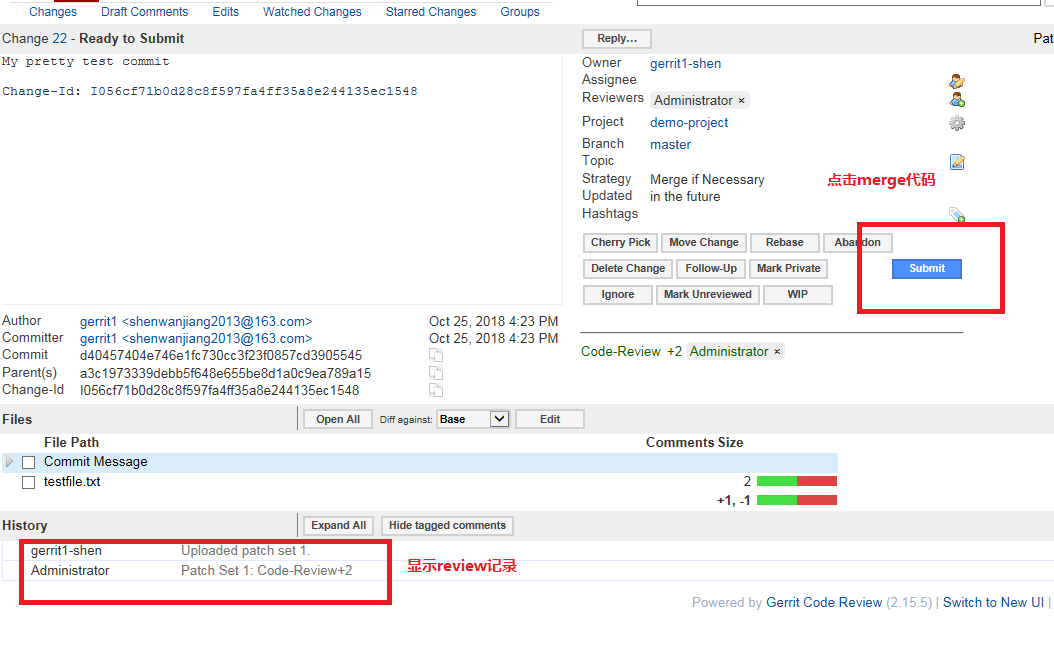 Changes Draft Comments Edits Watched Changes Starred Changes Groups
Change 22 - Ready to Submit
Reply... Pat
My pretty test commit
Change-Id: I056cf71b0d28c8f597fa4ff35a8e244135ec1548
Owner gerrit1-shen
Assignee
Reviewers Administrator ×
Project demo-project
Branch master
Topic
Strategy Merge if Necessary
点击merge代码
Updated in the future
Hashtags
Cherry Pick Move Change Rebase Abandon
Delete Change Follow-Up Mark Private Submit
Ignore Mark Unreviewed WIP
Code-Review +2 Administrator ×
Author gerrit1 <shenwanjiang2013@163.com> Oct 25, 2018 4:23 PM
Committer gerrit1 <shenwanjiang2013@163.com> Oct 25, 2018 4:23 PM
Commit d40457404e746e1fc730cc3f23f0857cd3905545
Parent(s) a3c1973339debb5f648e655be8d1a0c9ea789a15
Change-Id I056cf71b0d28c8f597fa4ff35a8e244135ec1548
Files Open All Diff against: Base Edit
File Path Comments Size
Commit Message
testfile.txt 2
+1, -1
History Expand All Hide tagged comments
gerrit1-shen Uploaded patch set 1.
Administrator Patch Set 1: Code-Review+2
显示review记录
Powered by Gerrit Code Review (2.15.5) | Switch to New UI |